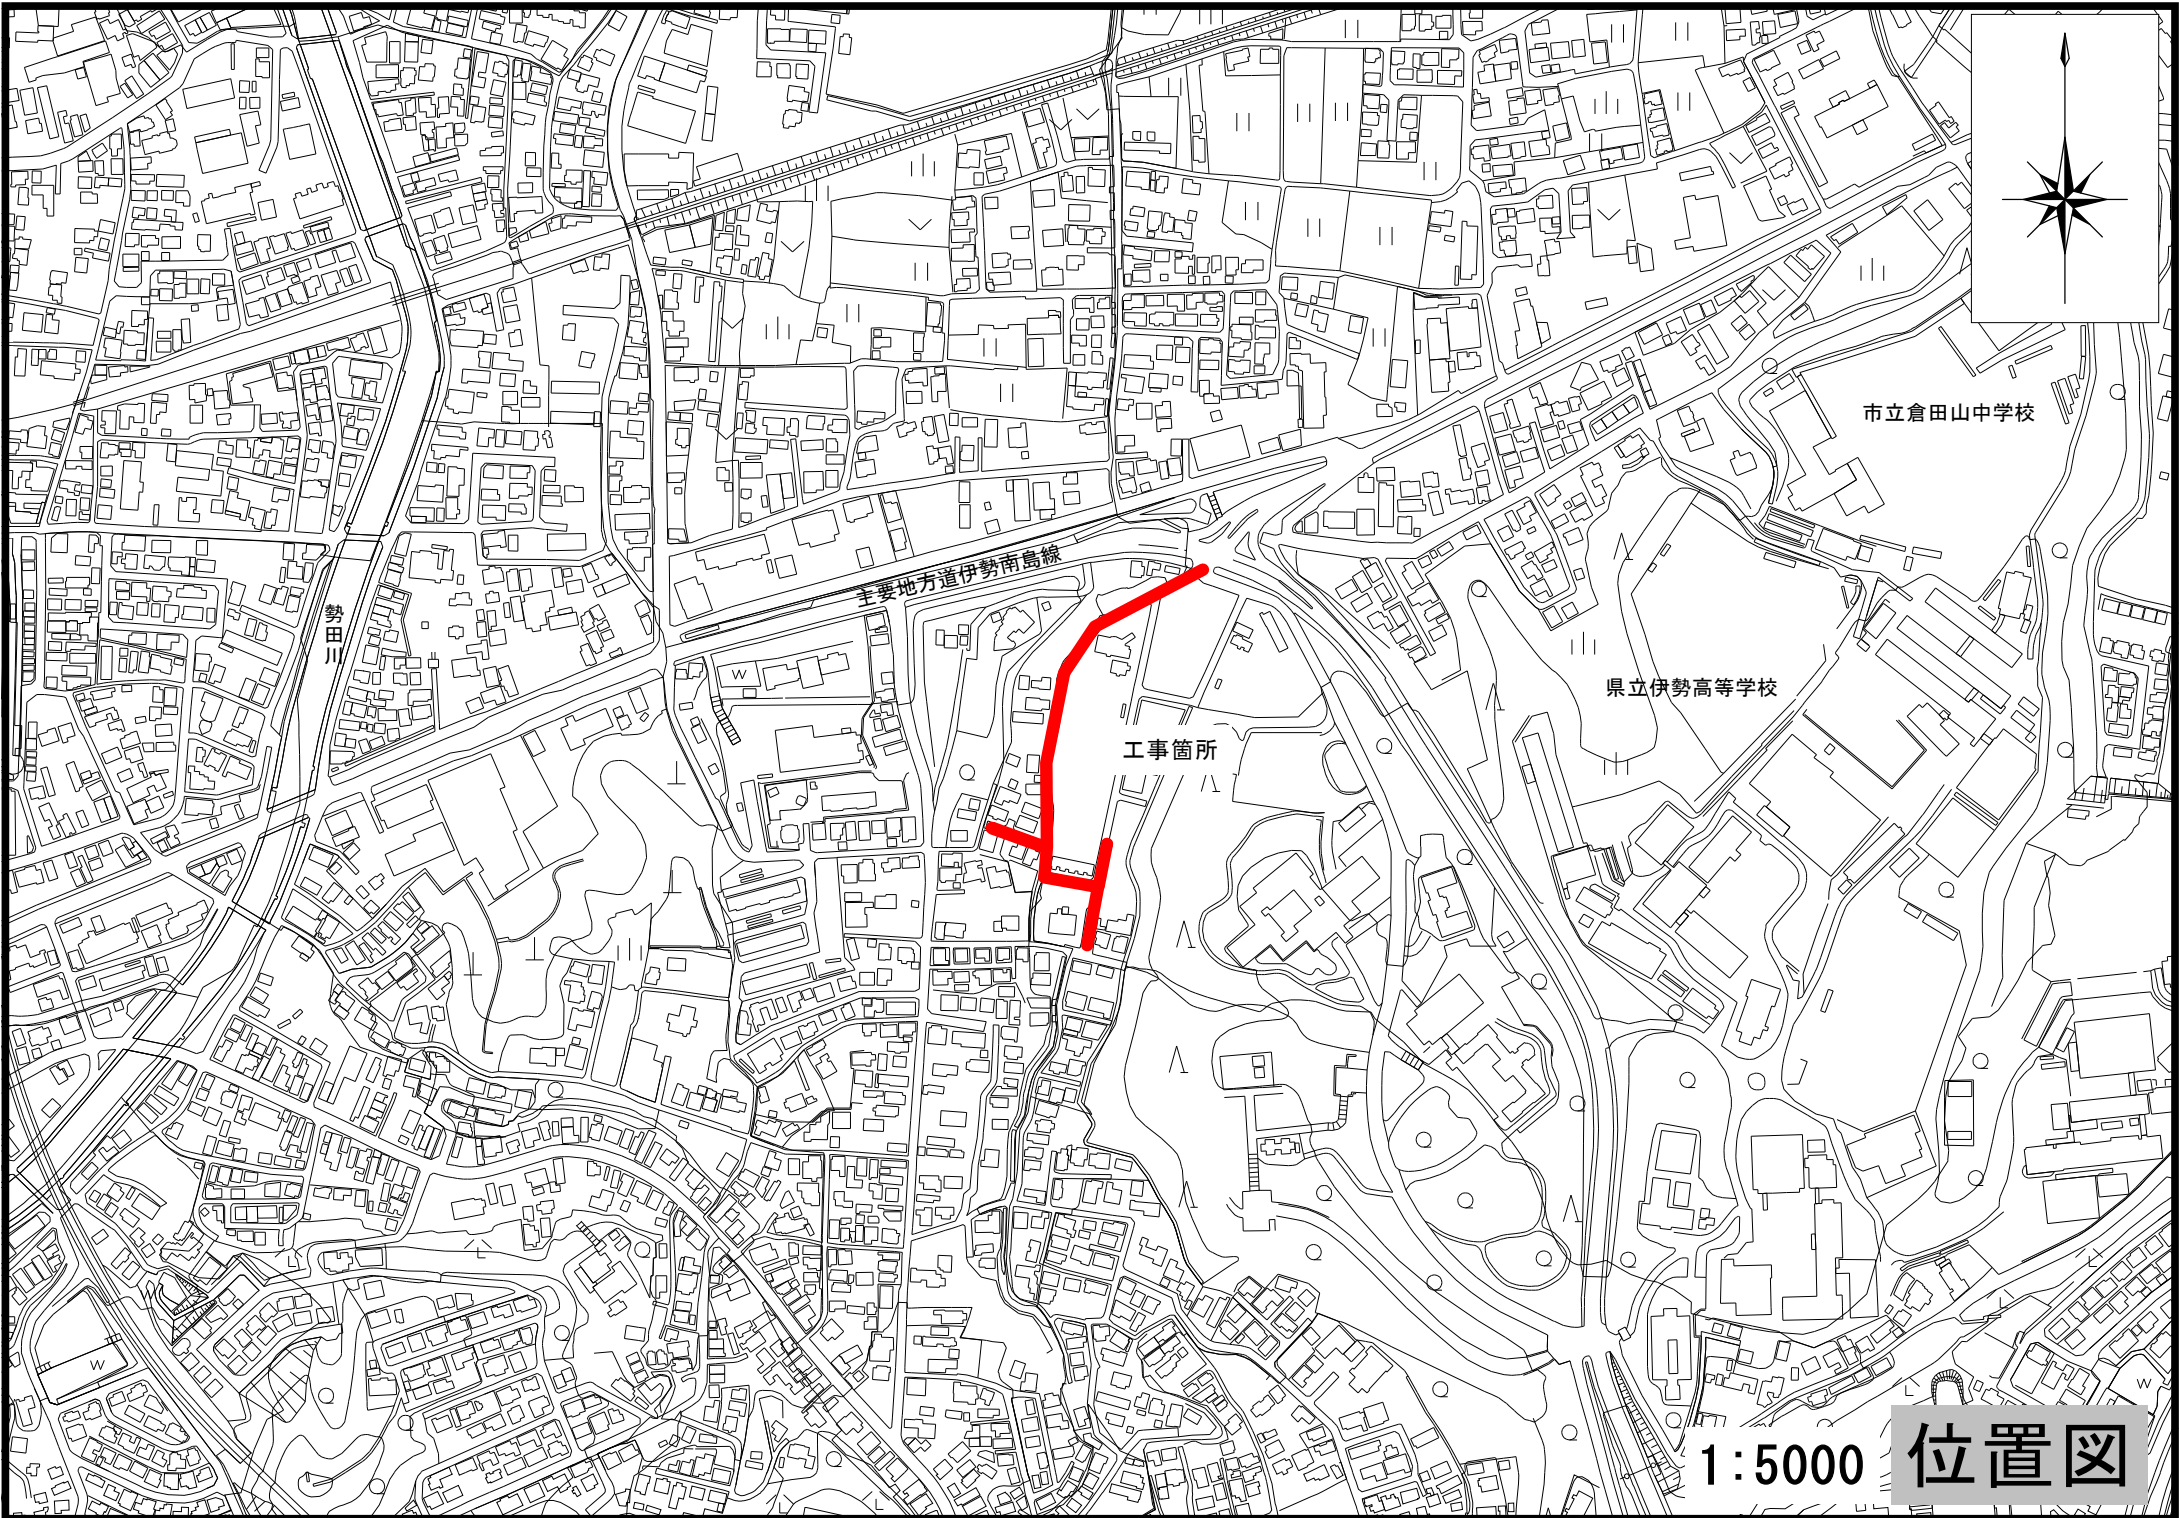 市立倉田山中学校
主要地方道伊勢南島線
勢田川
県立伊勢高等学校
工事箇所
1:5000
位置図